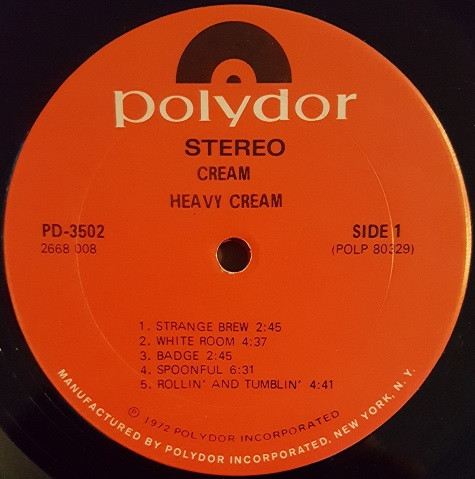 polydor
STEREO
CREAM
HEAVY CREAM
PD-3502
2668 008
SIDE 1
(POLP 80329)
1. STRANGE BREW 2:45
2. WHITE ROOM 4:37
3. BADGE 2:45
4. SPOONFUL 6:31
5. ROLLIN' AND TUMBLIN' 4:41
℗ 1972 POLYDOR INCORPORATED
MANUFACTURED BY POLYDOR INCORPORATED, NEW YORK, N.Y.